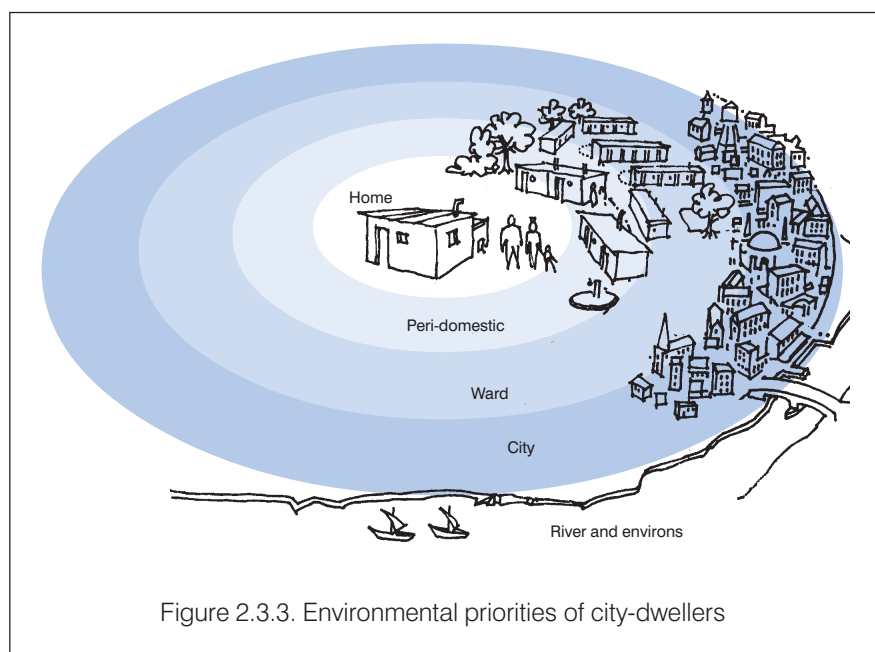 Home
Peri-domestic
Ward
City
River and environs
Figure 2.3.3. Environmental priorities of city-dwellers